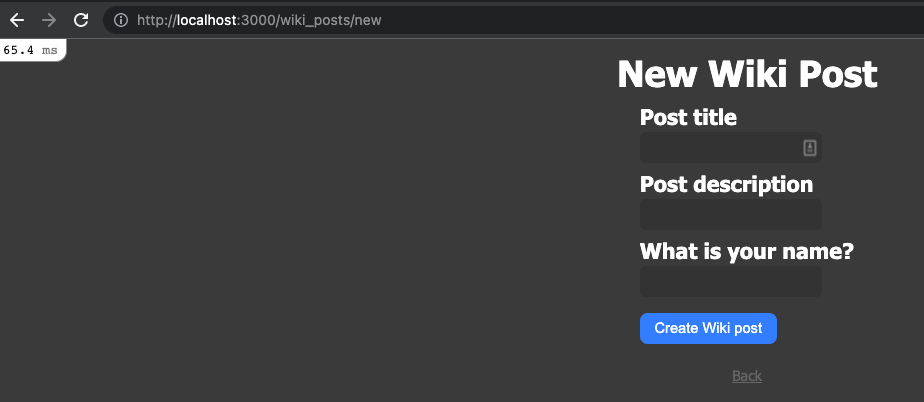 http://localhost:3000/wiki_posts/new
65.4 ms
New Wiki Post
Post title
Post description
What is your name?
Create Wiki post
Back